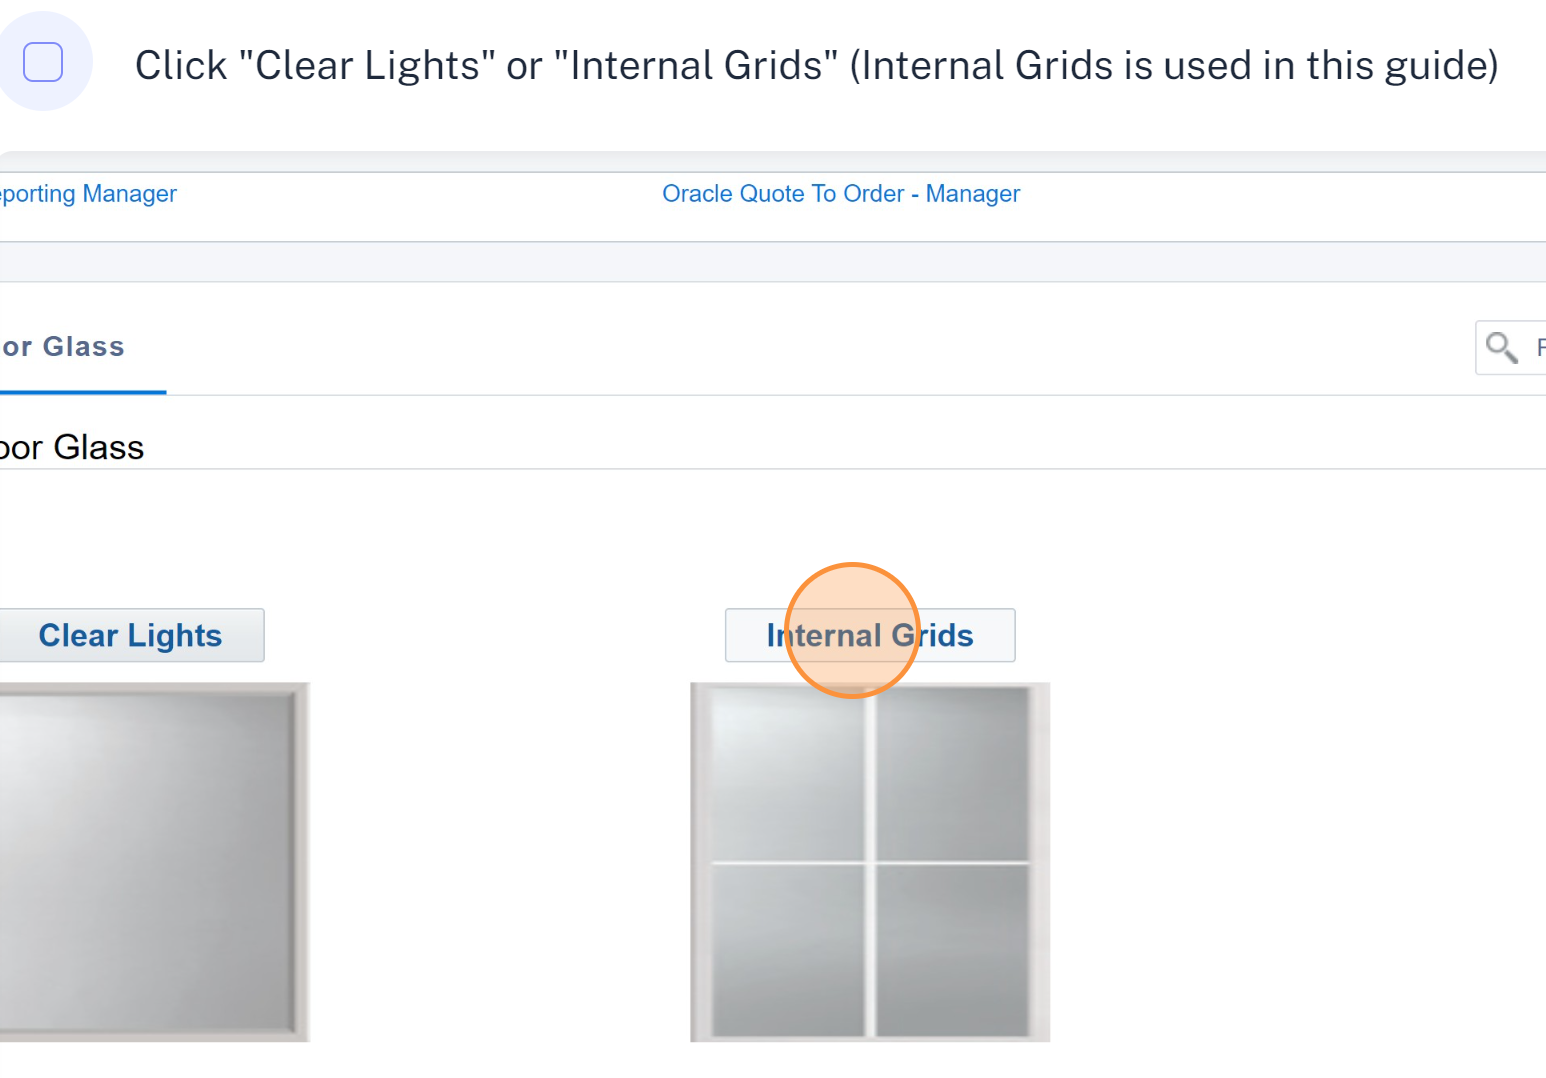 Click "Clear Lights" or "Internal Grids" (Internal Grids is used in this guide)
porting Manager
Oracle Quote To Order - Manager
or Glass
oor Glass
Clear Lights
Internal Grids